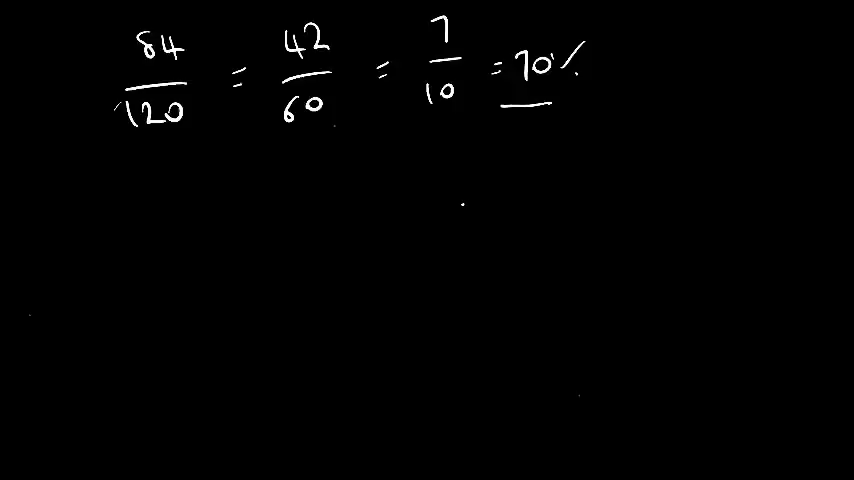 84/120 = 42/60 = 7/10 = 70%